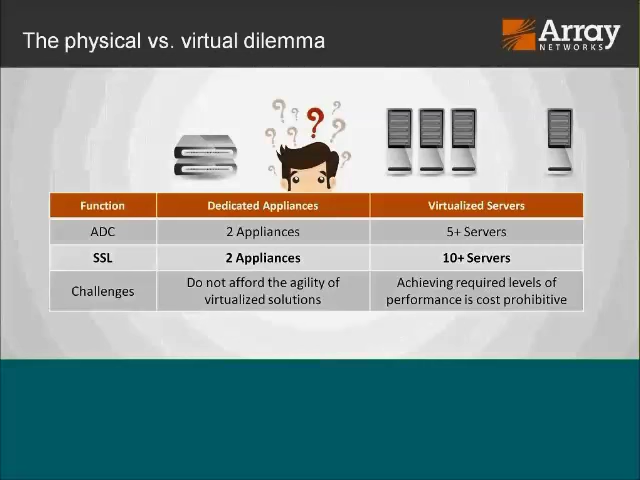 The physical vs. virtual dilemma
Array
NETWORKS
? ? ? ? ? ? ?
Function Dedicated Appliances Virtualized Servers
ADC 2 Appliances 5+ Servers
SSL 2 Appliances 10+ Servers
Challenges Do not afford the agility of virtualized solutions Achieving required levels of performance is cost prohibitive